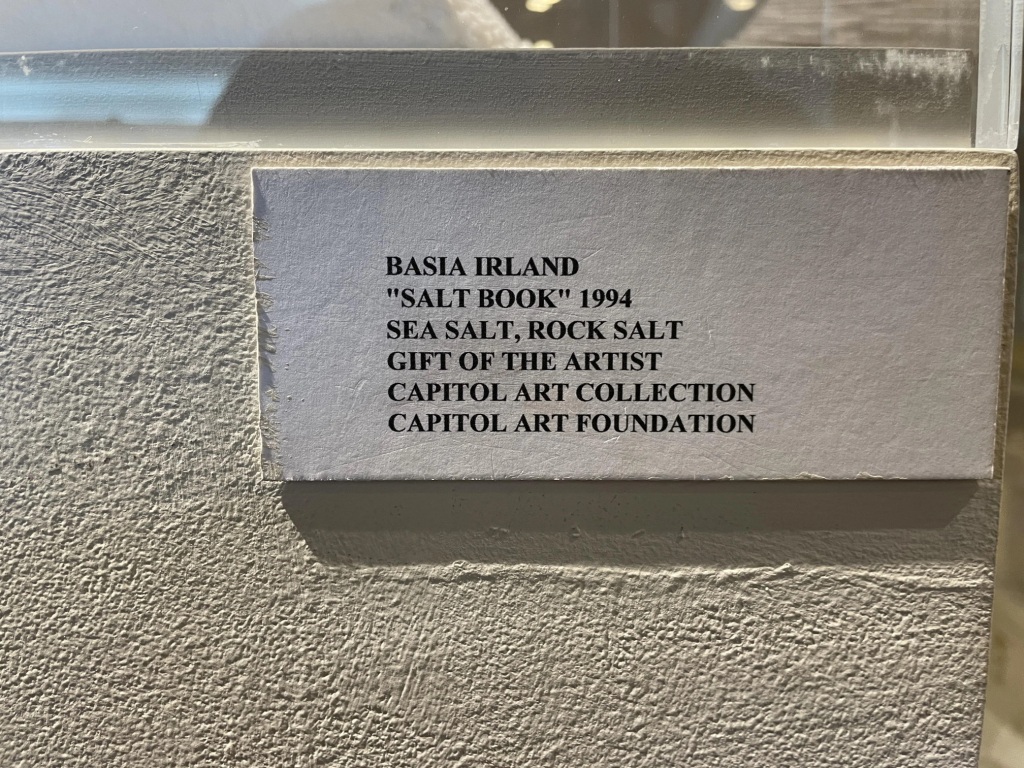 BASIA IRLAND
"SALT BOOK" 1994
SEA SALT, ROCK SALT
GIFT OF THE ARTIST
CAPITOL ART COLLECTION
CAPITOL ART FOUNDATION